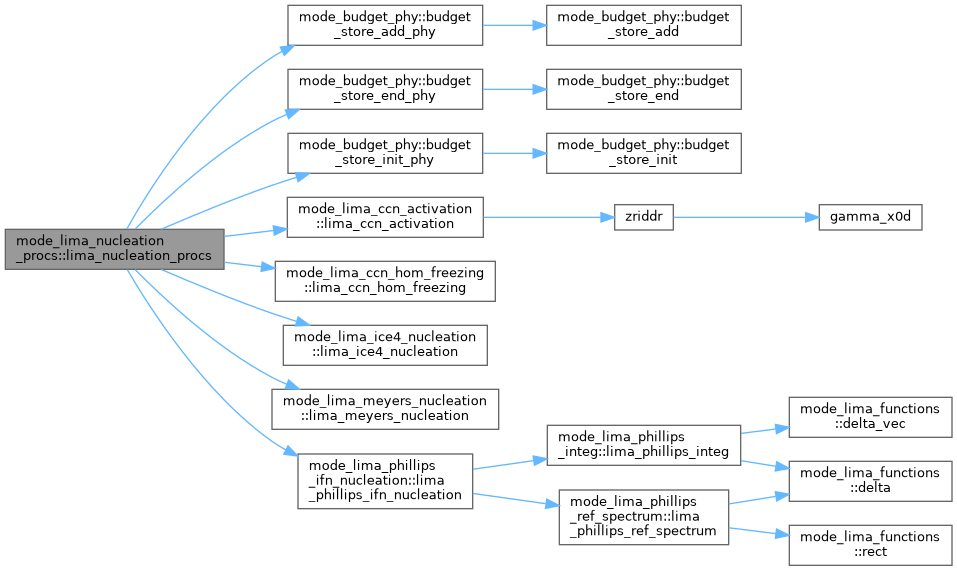 mode_lima_nucleation
_procs::lima_nucleation_procs
mode_budget_phy::budget
_store_add_phy
mode_budget_phy::budget
_store_add
mode_budget_phy::budget
_store_end_phy
mode_budget_phy::budget
_store_end
mode_budget_phy::budget
_store_init_phy
mode_budget_phy::budget
_store_init
mode_lima_ccn_activation
::lima_ccn_activation
zriddr
gamma_x0d
mode_lima_ccn_hom_freezing
::lima_ccn_hom_freezing
mode_lima_ice4_nucleation
::lima_ice4_nucleation
mode_lima_meyers_nucleation
::lima_meyers_nucleation
mode_lima_phillips
_ifn_nucleation::lima
_phillips_ifn_nucleation
mode_lima_phillips
_integ::lima_phillips_integ
mode_lima_functions
::delta_vec
mode_lima_functions
::delta
mode_lima_phillips
_ref_spectrum::lima
_phillips_ref_spectrum
mode_lima_functions
::rect